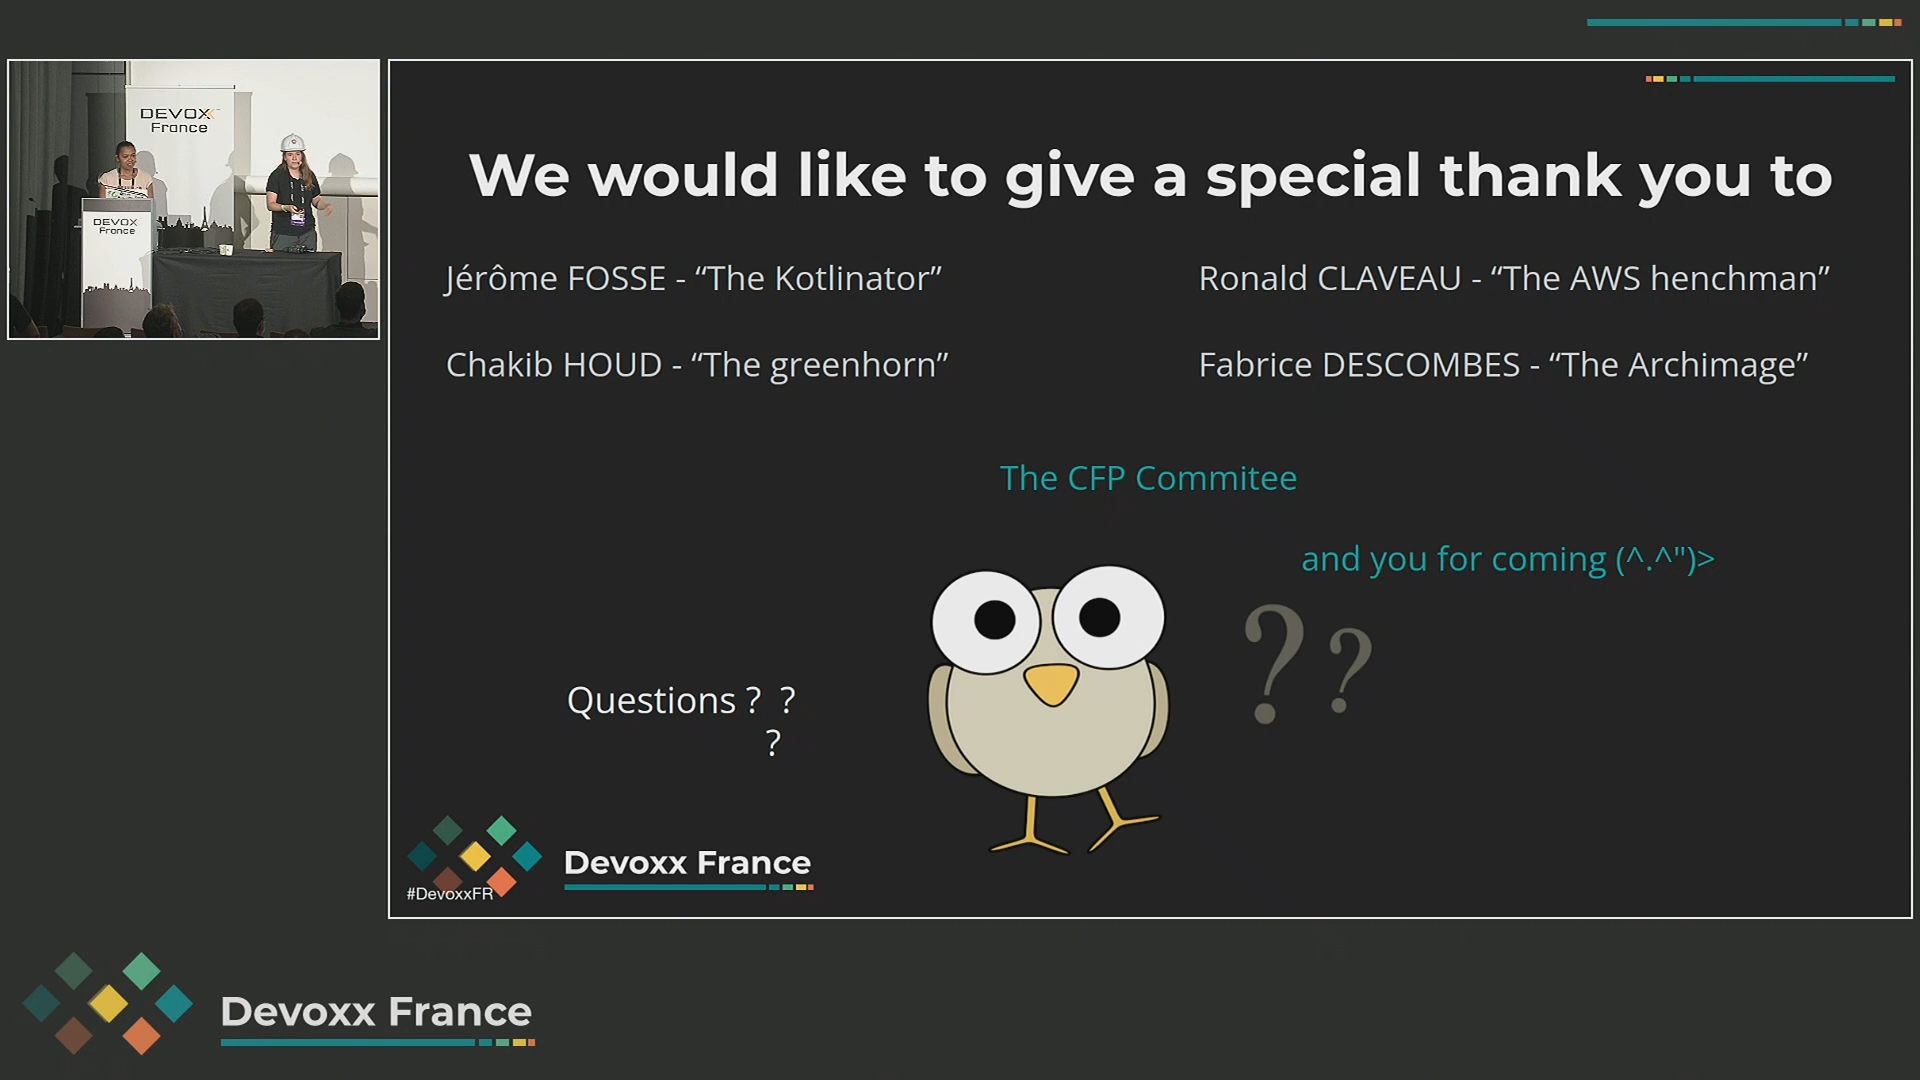 DEVOXX
France
DEVOXX
France
We would like to give a special thank you to
Jérôme FOSSE - “The Kotlinator”
Ronald CLAVEAU - “The AWS henchman”
Chakib HOUD - “The greenhorn”
Fabrice DESCOMBES - “The Archimage”
The CFP Commitee
and you for coming (^.^")>
? ?
Questions ? ?
?
#DevoxxFR
Devoxx France
Devoxx France